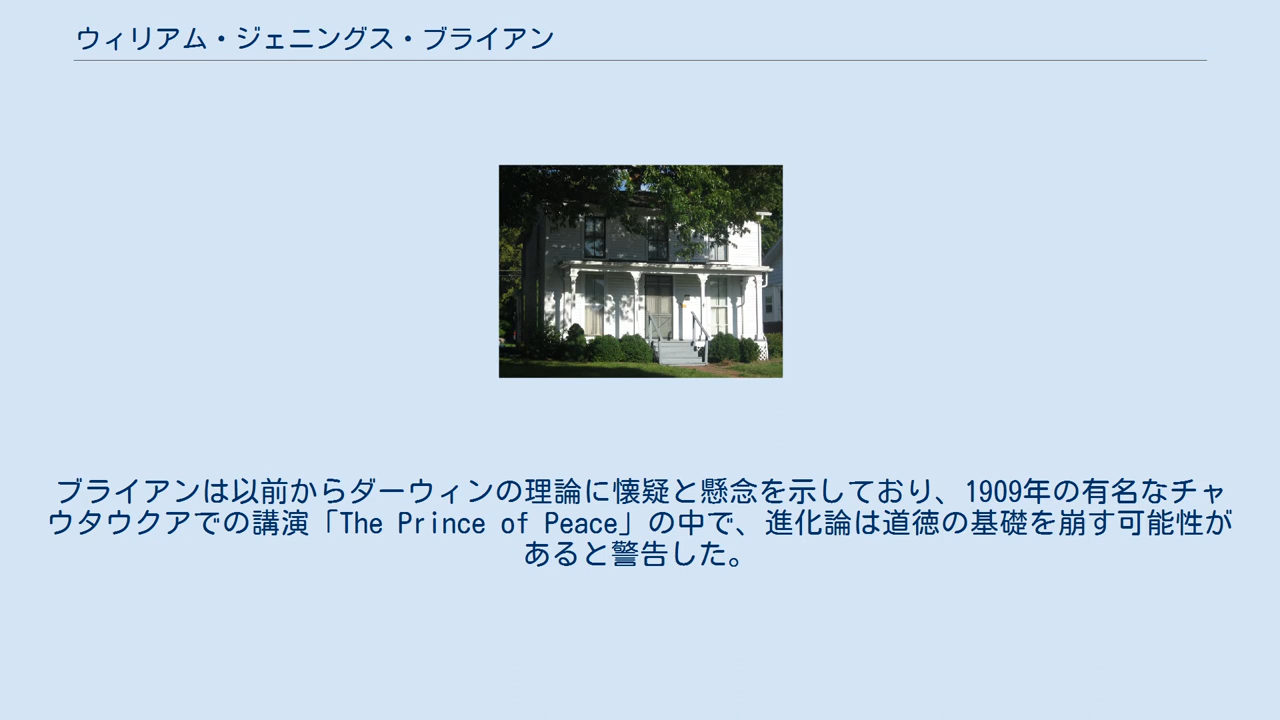 ウィリアム・ジェニングス・ブライアン
ブライアンは以前からダーウィンの理論に懐疑と懸念を示しており、1909年の有名なチャ
ウタウクアでの講演「The Prince of Peace」の中で、進化論は道徳の基礎を崩す可能性が
あると警告した。